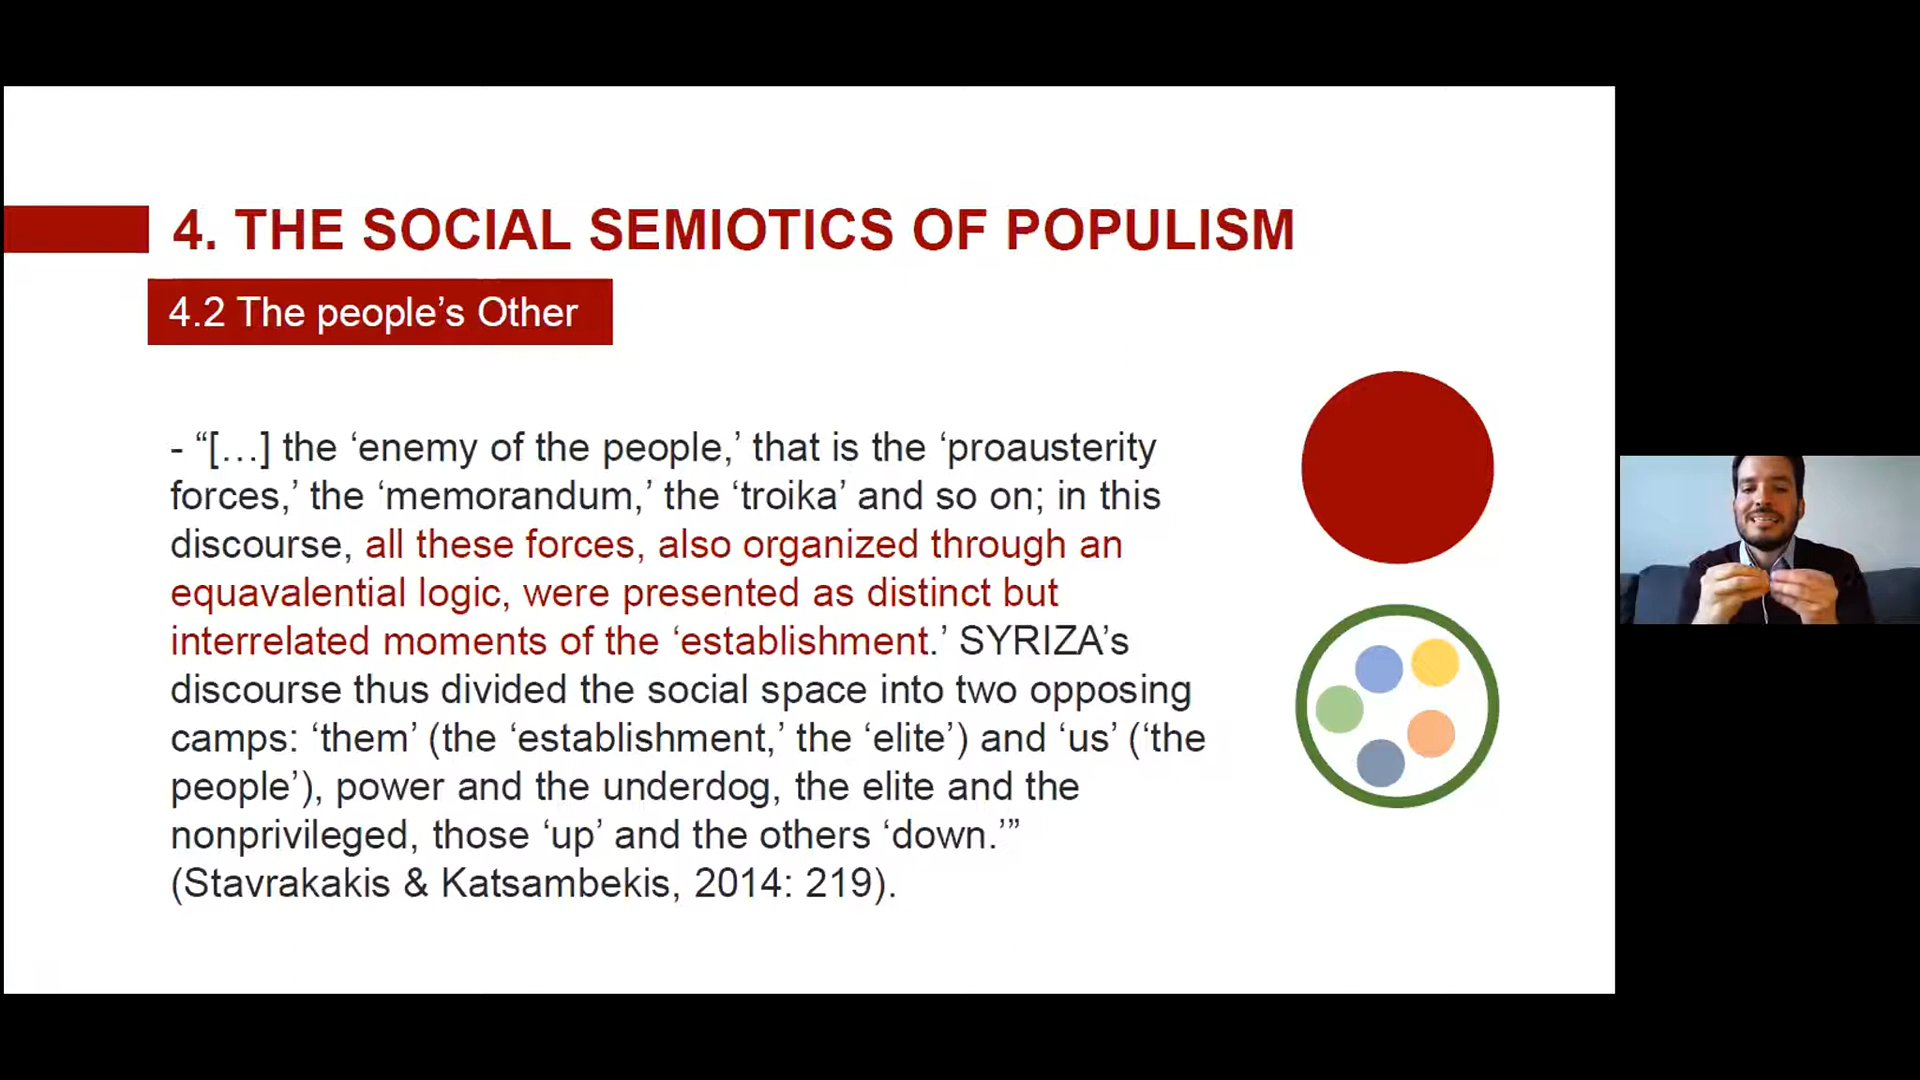 4. THE SOCIAL SEMIOTICS OF POPULISM
4.2 The people’s Other
- “[…] the ‘enemy of the people,’ that is the ‘proausterity
forces,’ the ‘memorandum,’ the ‘troika’ and so on; in this
discourse, all these forces, also organized through an
equavalential logic, were presented as distinct but
interrelated moments of the ‘establishment.’ SYRIZA’s
discourse thus divided the social space into two opposing
camps: ‘them’ (the ‘establishment,’ the ‘elite’) and ‘us’ (‘the
people’), power and the underdog, the elite and the
nonprivileged, those ‘up’ and the others ‘down.’”
(Stavrakakis & Katsambekis, 2014: 219).